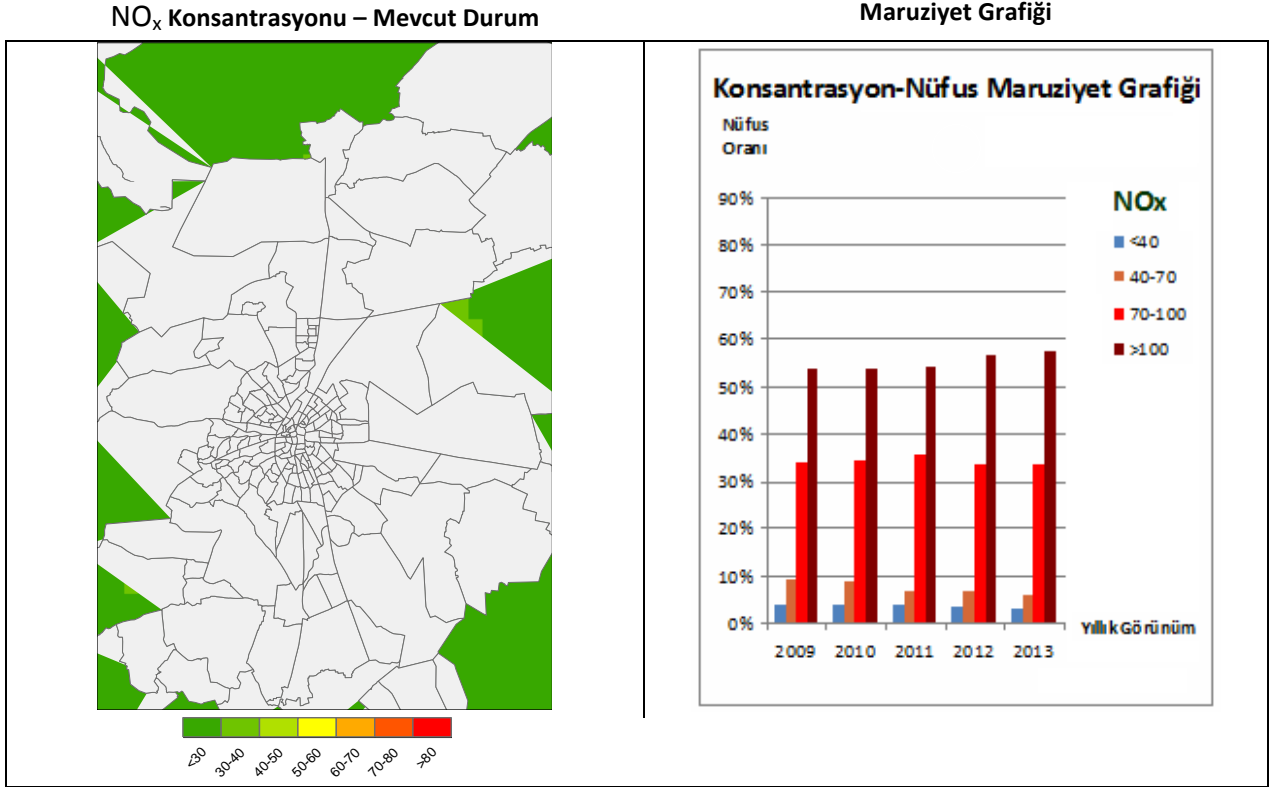 NOₓ Konsantrasyonu – Mevcut Durum
Maruziyet Grafiği
<30
30-40
40-50
50-60
60-70
70-80
>80
Konsantrasyon-Nüfus Maruziyet Grafiği
Nüfus
Oranı
90%
80%
70%
60%
50%
40%
30%
20%
10%
0%
2009 2010 2011 2012 2013
Yıllık Görünüm
NOx
<40
40-70
70-100
>100